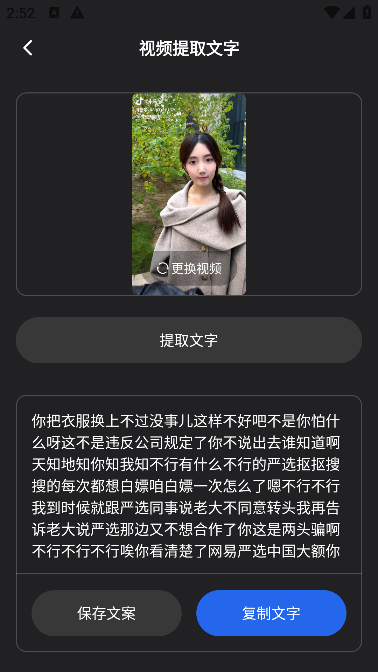 2:52
视频提取文字
更换视频
提取文字
你把衣服换上不过没事儿这样不好吧不是你怕什
么呀这不是违反公司规定了你不说出去谁知道啊
天知地知你知我知不行有什么不行的严选抠抠搜
搜的每次都想白嫖咱白嫖一次怎么了嗯不行不行
我到时候就跟严选同事说老大不同意转头我再告
诉老大说严选那边又不想合作了你这是两头骗啊
不行不行不行唉你看清楚了网易严选中国大额你
保存文案
复制文字